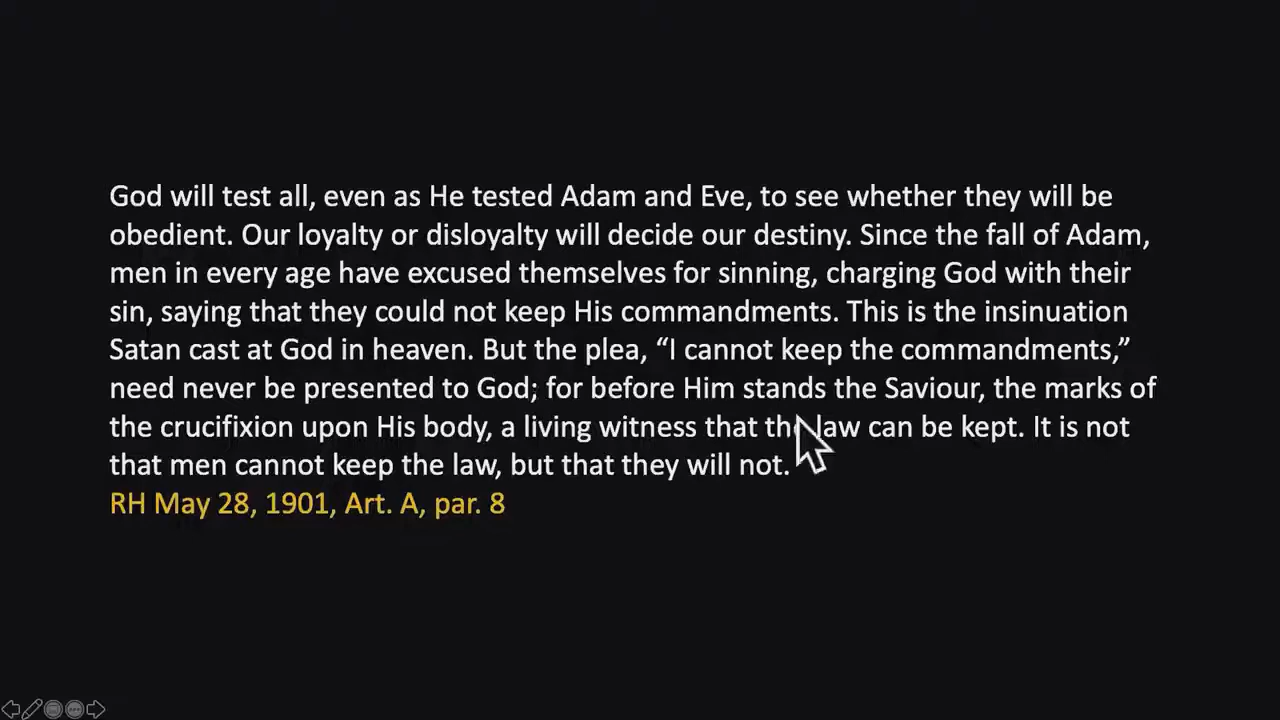 God will test all, even as He tested Adam and Eve, to see whether they will be
obedient. Our loyalty or disloyalty will decide our destiny. Since the fall of Adam,
men in every age have excused themselves for sinning, charging God with their
sin, saying that they could not keep His commandments. This is the insinuation
Satan cast at God in heaven. But the plea, “I cannot keep the commandments,”
need never be presented to God; for before Him stands the Saviour, the marks of
the crucifixion upon His body, a living witness that the law can be kept. It is not
that men cannot keep the law, but that they will not.
RH May 28, 1901, Art. A, par. 8